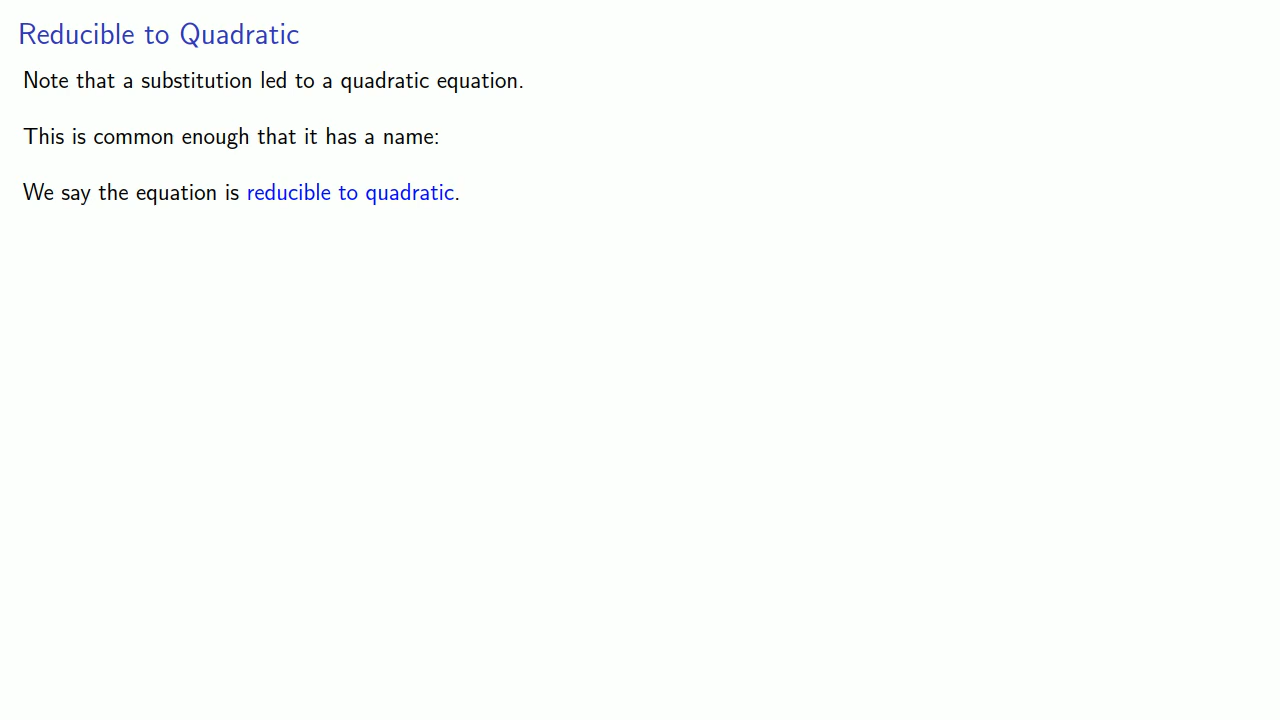 Reducible to Quadratic
Note that a substitution led to a quadratic equation.
This is common enough that it has a name:
We say the equation is reducible to quadratic.